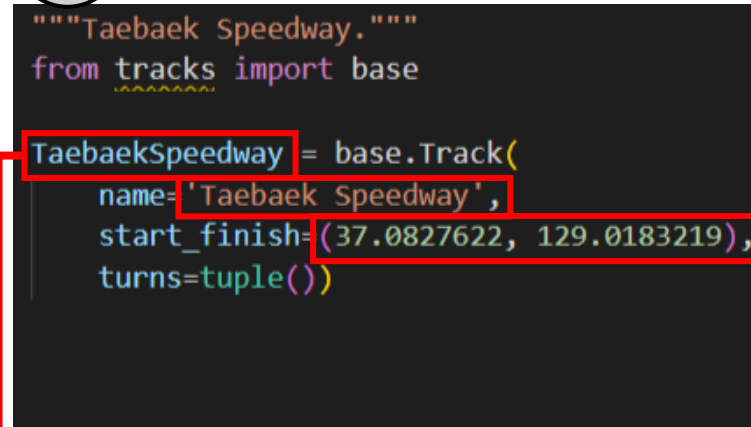 """Taebaek Speedway."""
from tracks import base
TaebaekSpeedway = base.Track(
name='Taebaek Speedway',
start_finish=(37.0827622, 129.0183219),
turns=tuple())